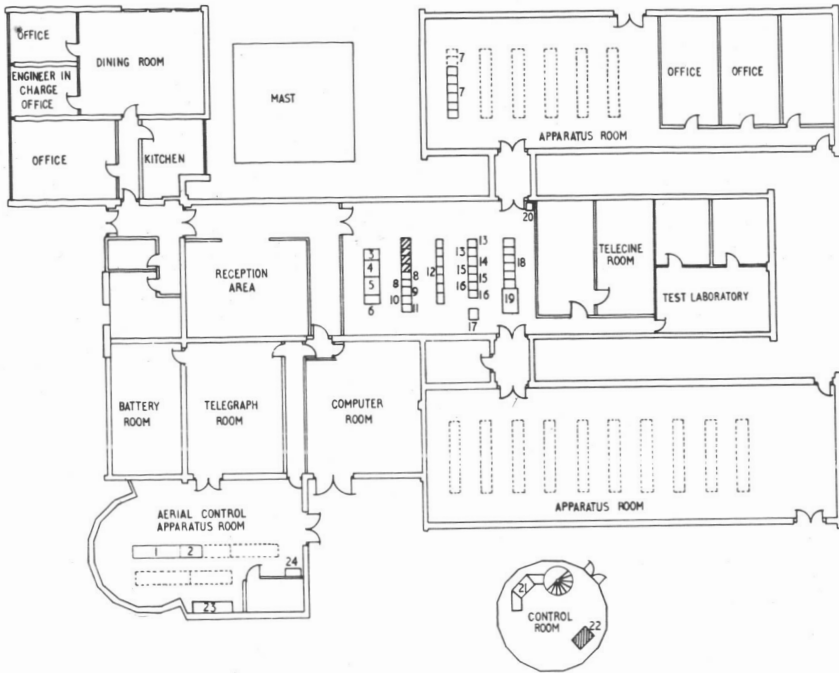 OFFICE
DINING ROOM
ENGINEER IN
CHARGE
OFFICE
OFFICE
KITCHEN
MAST
7
7
OFFICE
OFFICE
APPARATUS ROOM
RECEPTION
AREA
3
4
5
6
8
8
9
10
11
12
13
13
14
15
15
16
16
17
18
19
20
TELECINE
ROOM
TEST LABORATORY
BATTERY
ROOM
TELEGRAPH
ROOM
COMPUTER
ROOM
APPARATUS ROOM
AERIAL CONTROL
APPARATUS ROOM
1
2
24
23
21
CONTROL
ROOM
22